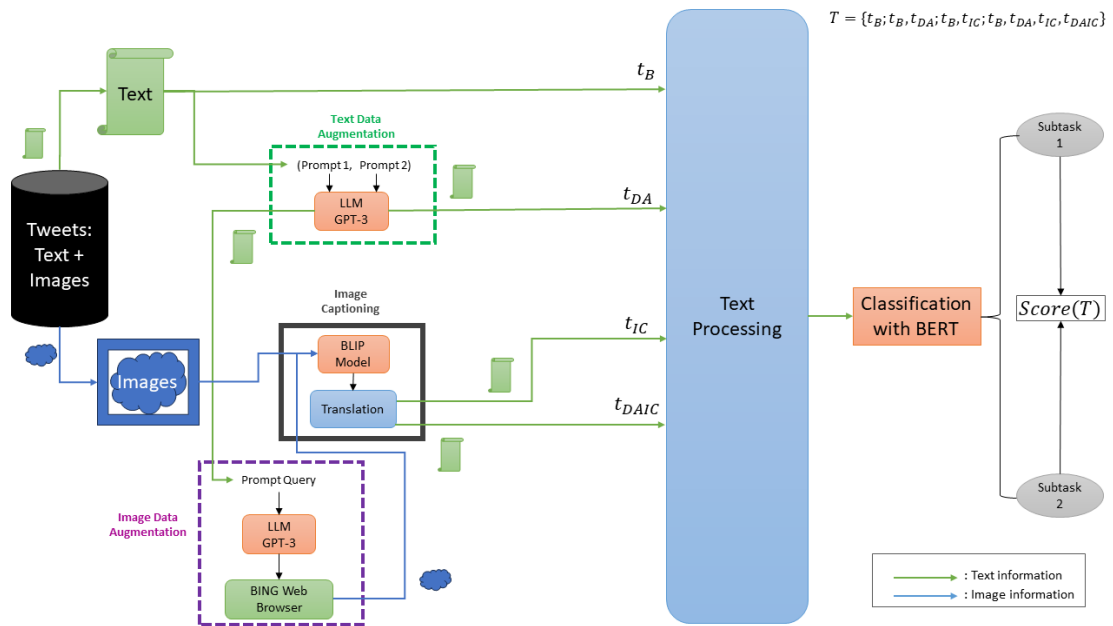 T = {t_B; t_B, t_DA; t_B, t_IC; t_B, t_DA, t_IC, t_DAIC}
Text
t_B
Text Data
Augmentation
(Prompt 1, Prompt 2)
LLM
GPT-3
t_DA
Tweets:
Text +
Images
Subtask
1
Image
Captioning
BLIP
Model
Translation
t_IC
t_DAIC
Images
Text
Processing
Classification
with BERT
Score(T)
Image Data
Augmentation
Prompt Query
LLM
GPT-3
BING Web
Browser
Subtask
2
: Text information
: Image information